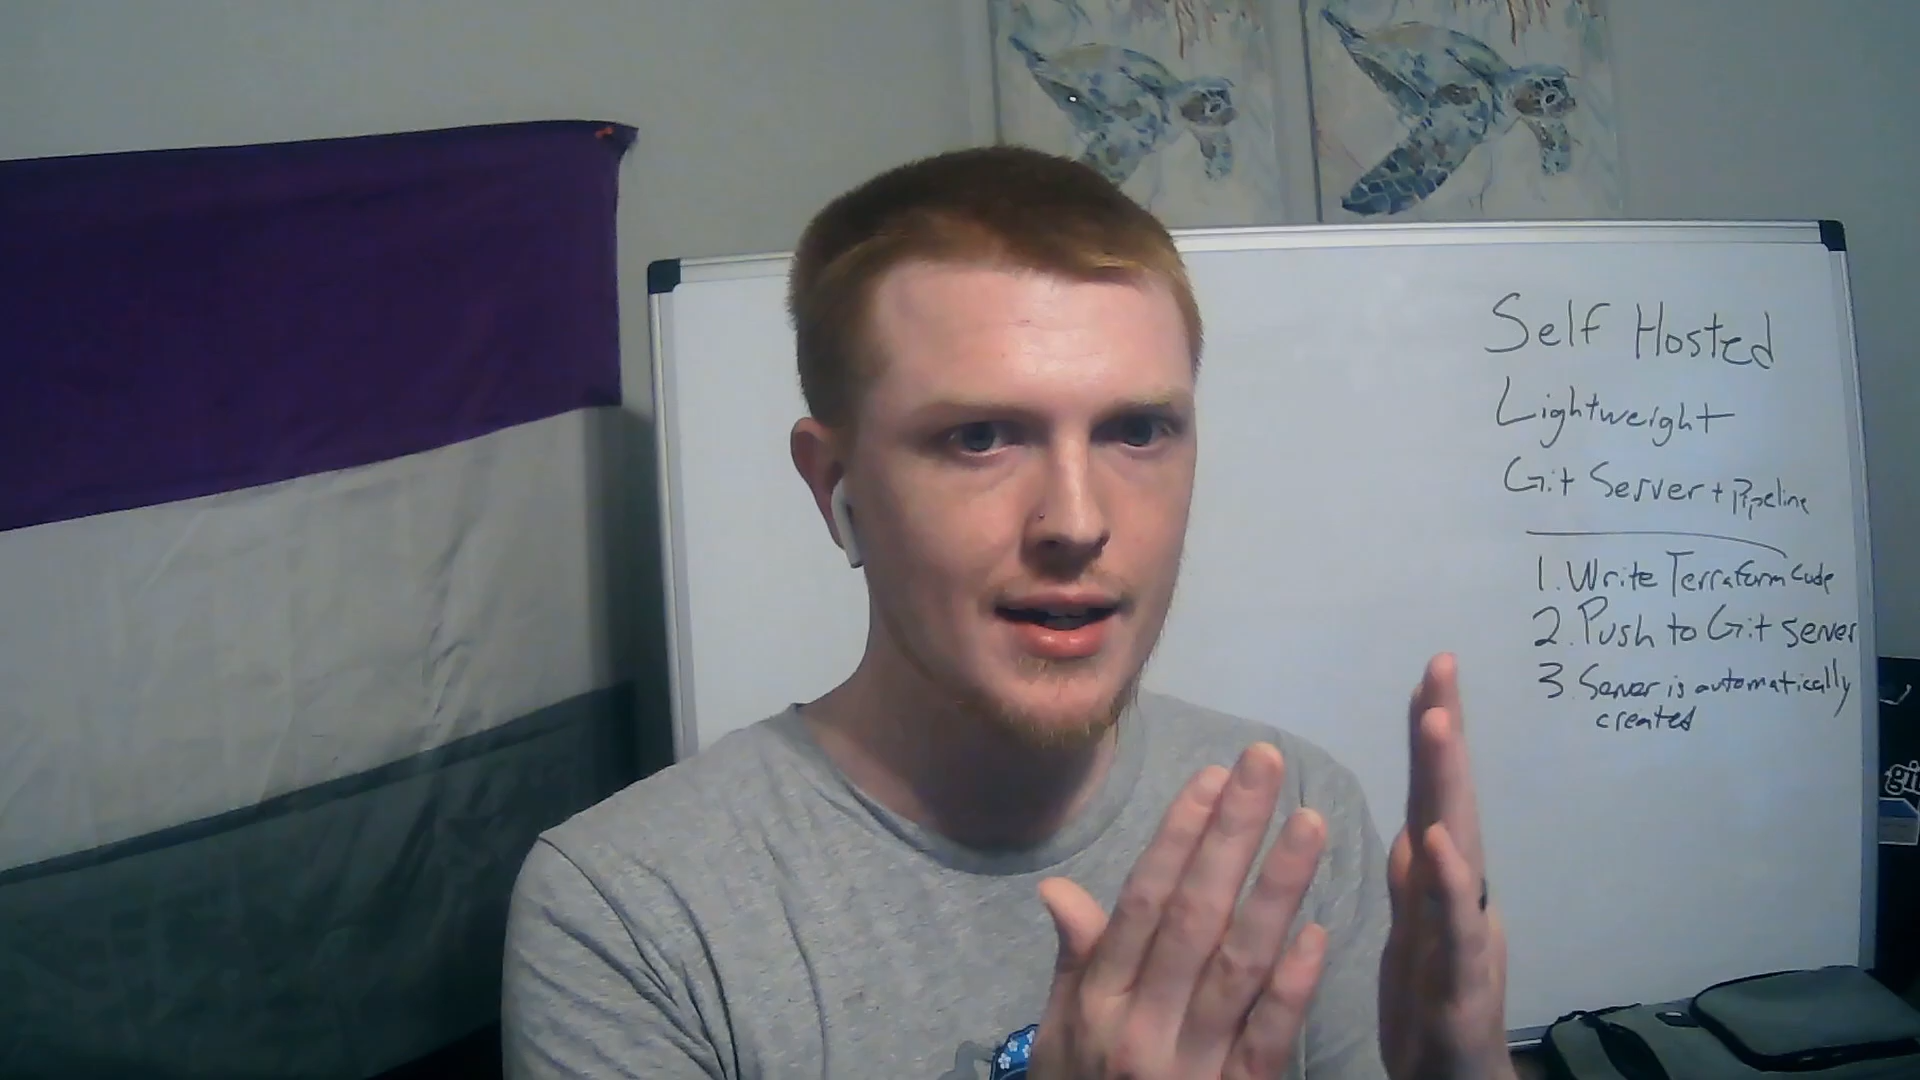 Self Hosted
Lightweight
Git Server + Pipeline
1. Write Terraform Code
2. Push to Git server
3. Server is automatically
created
gi